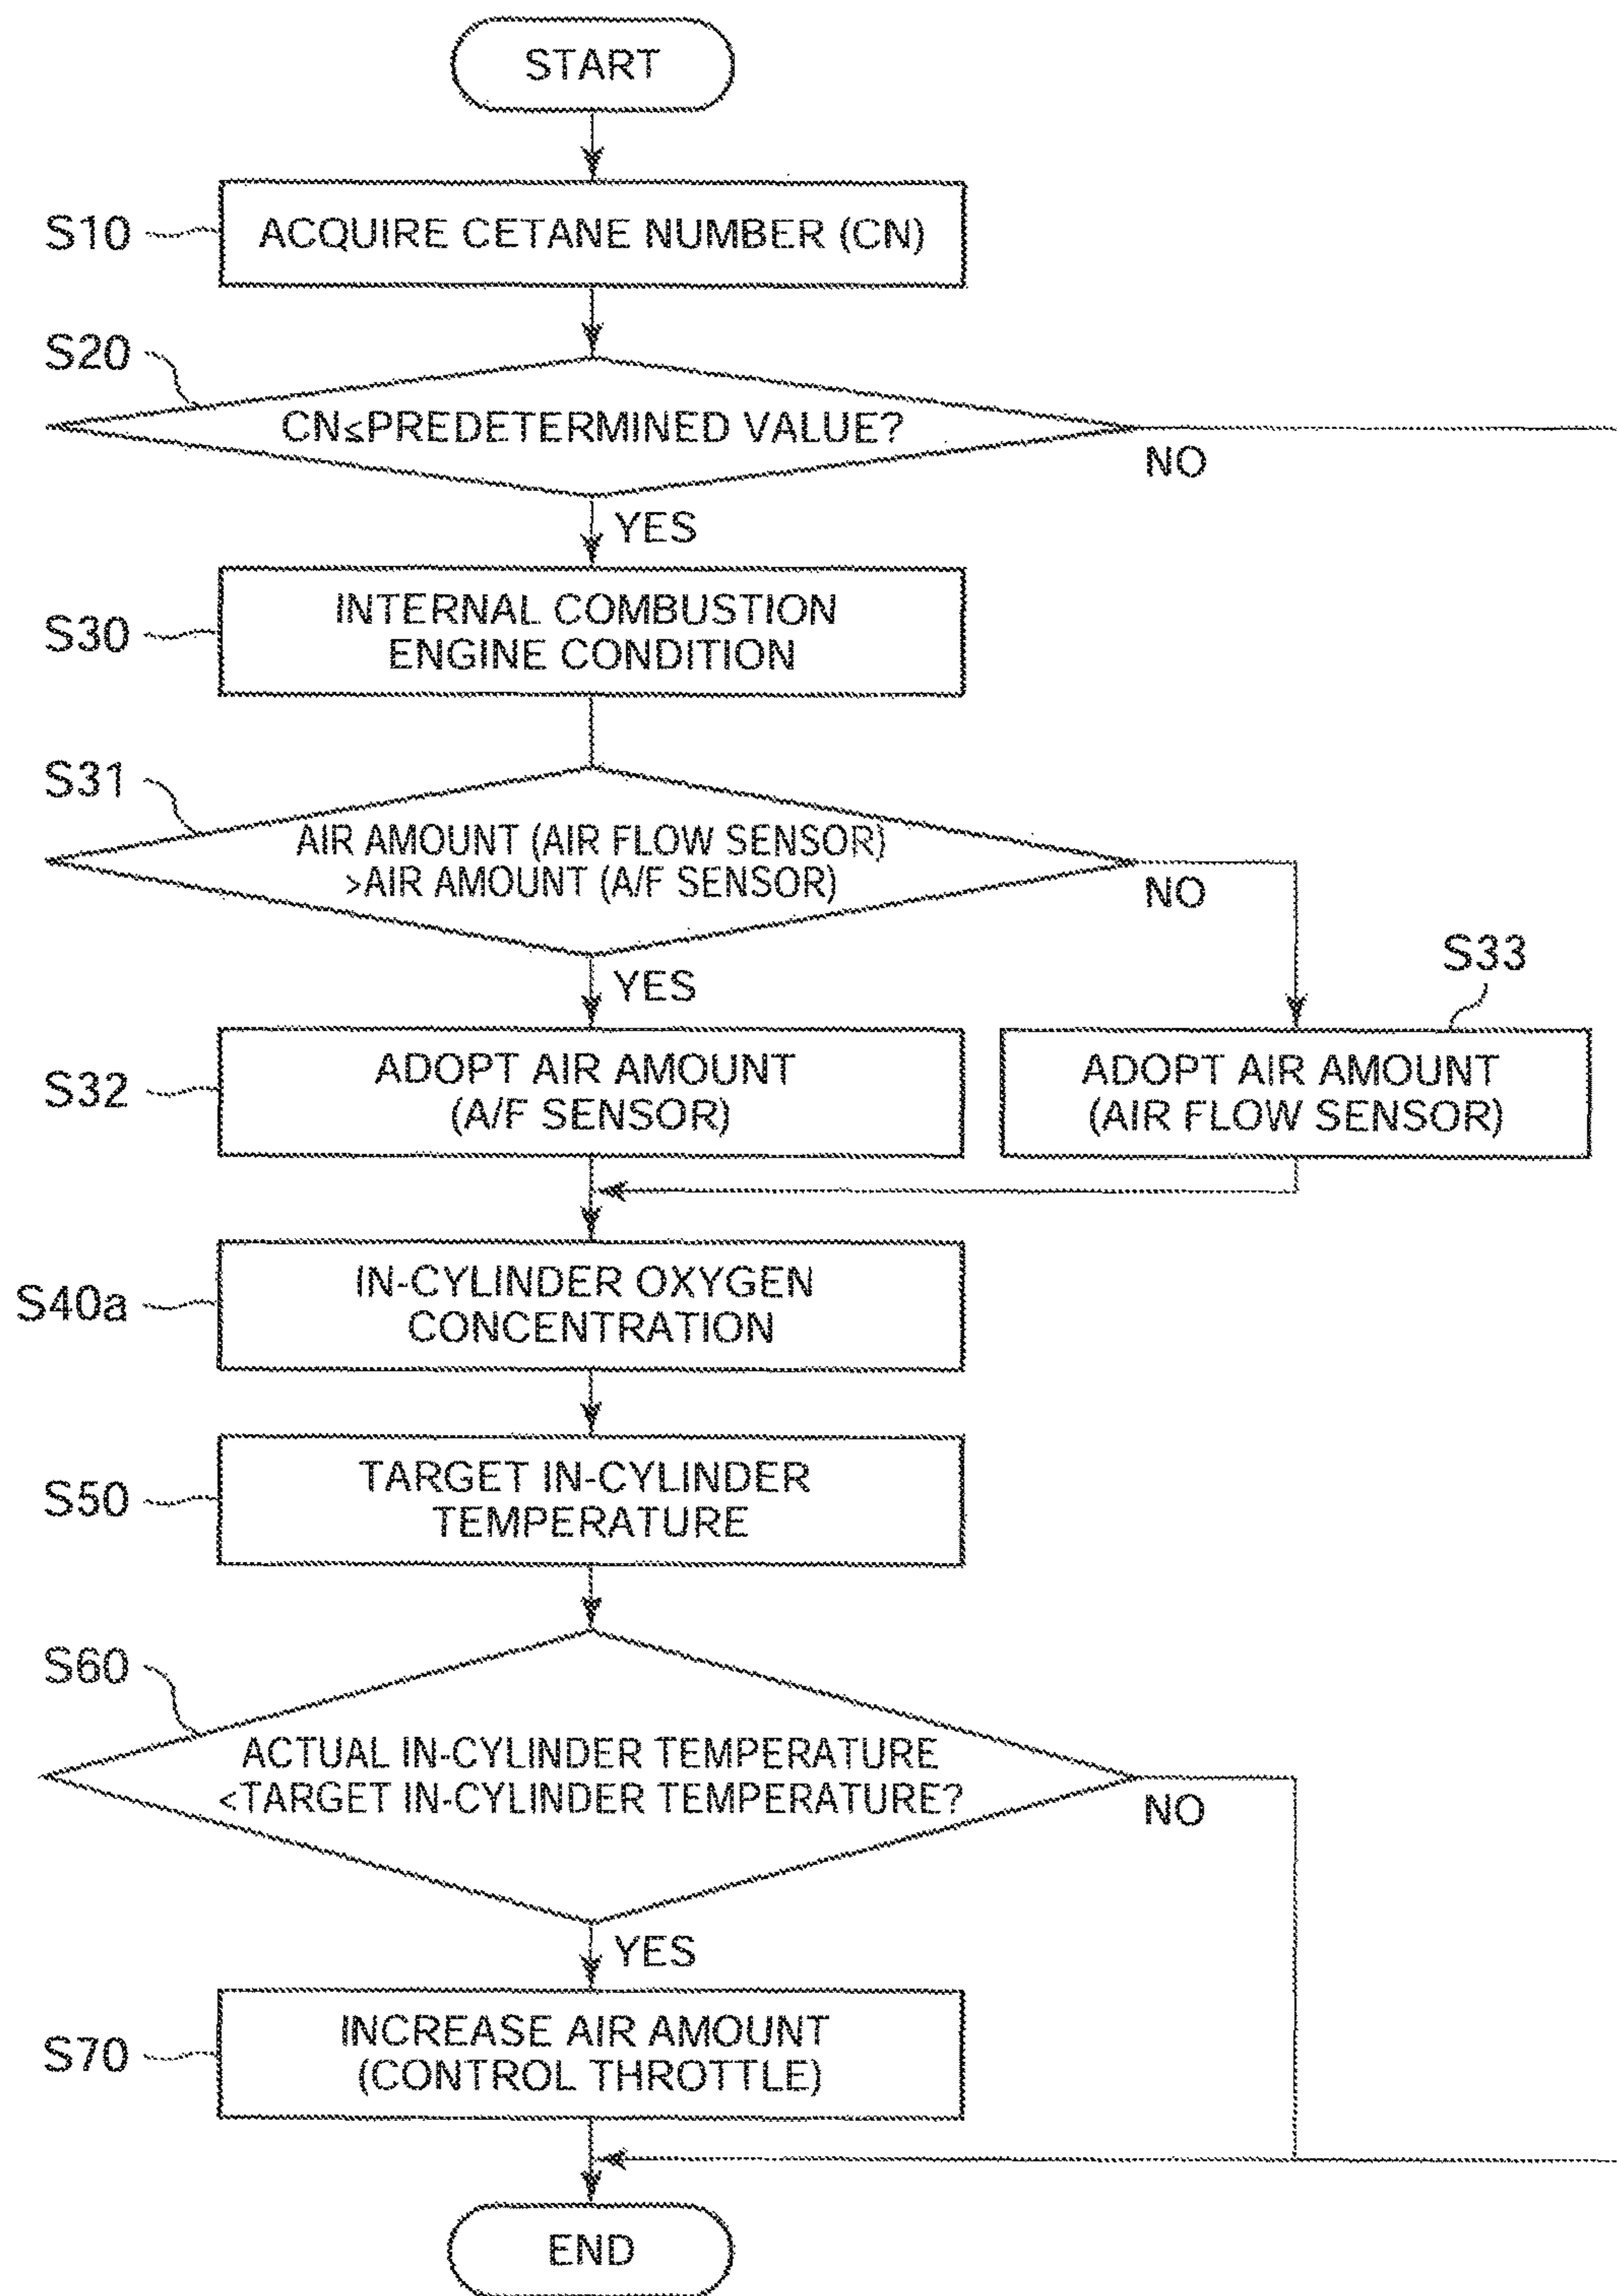 START
S10
ACQUIRE CETANE NUMBER (CN)
S20
CN≤PREDETERMINED VALUE?
NO
YES
S30
INTERNAL COMBUSTION
ENGINE CONDITION
S31
AIR AMOUNT (AIR FLOW SENSOR)
>AIR AMOUNT (A/F SENSOR)
NO
YES
S33
S32
ADOPT AIR AMOUNT
(A/F SENSOR)
ADOPT AIR AMOUNT
(AIR FLOW SENSOR)
S40a
IN-CYLINDER OXYGEN
CONCENTRATION
S50
TARGET IN-CYLINDER
TEMPERATURE
S60
ACTUAL IN-CYLINDER TEMPERATURE
<TARGET IN-CYLINDER TEMPERATURE?
NO
YES
S70
INCREASE AIR AMOUNT
(CONTROL THROTTLE)
END